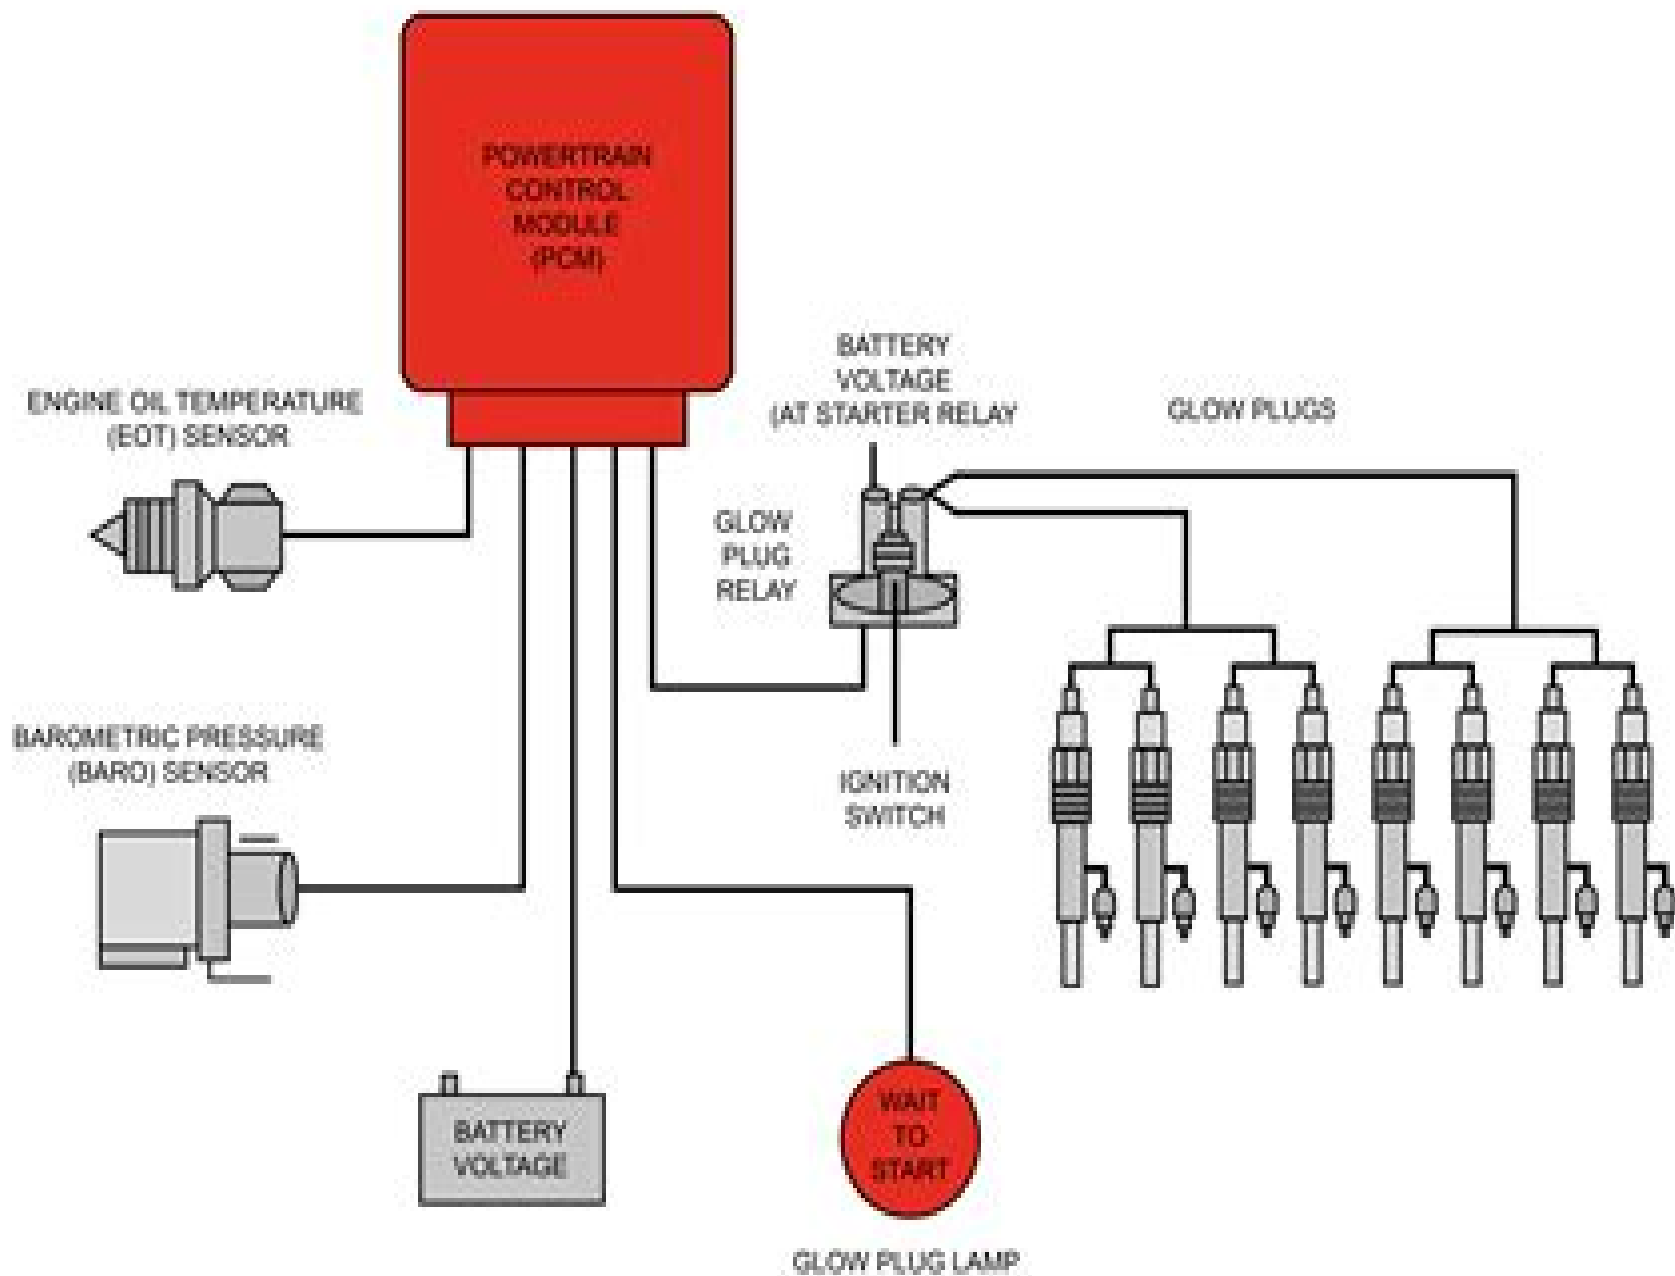 POWERTRAIN
CONTROL
MODULE
(PCM)
ENGINE OIL TEMPERATURE
(EOT) SENSOR
BATTERY
VOLTAGE
(AT STARTER RELAY
GLOW PLUGS
GLOW
PLUG
RELAY
BAROMETRIC PRESSURE
(BARO) SENSOR
IGNITION
SWITCH
BATTERY
VOLTAGE
WAIT
TO
START
GLOW PLUG LAMP